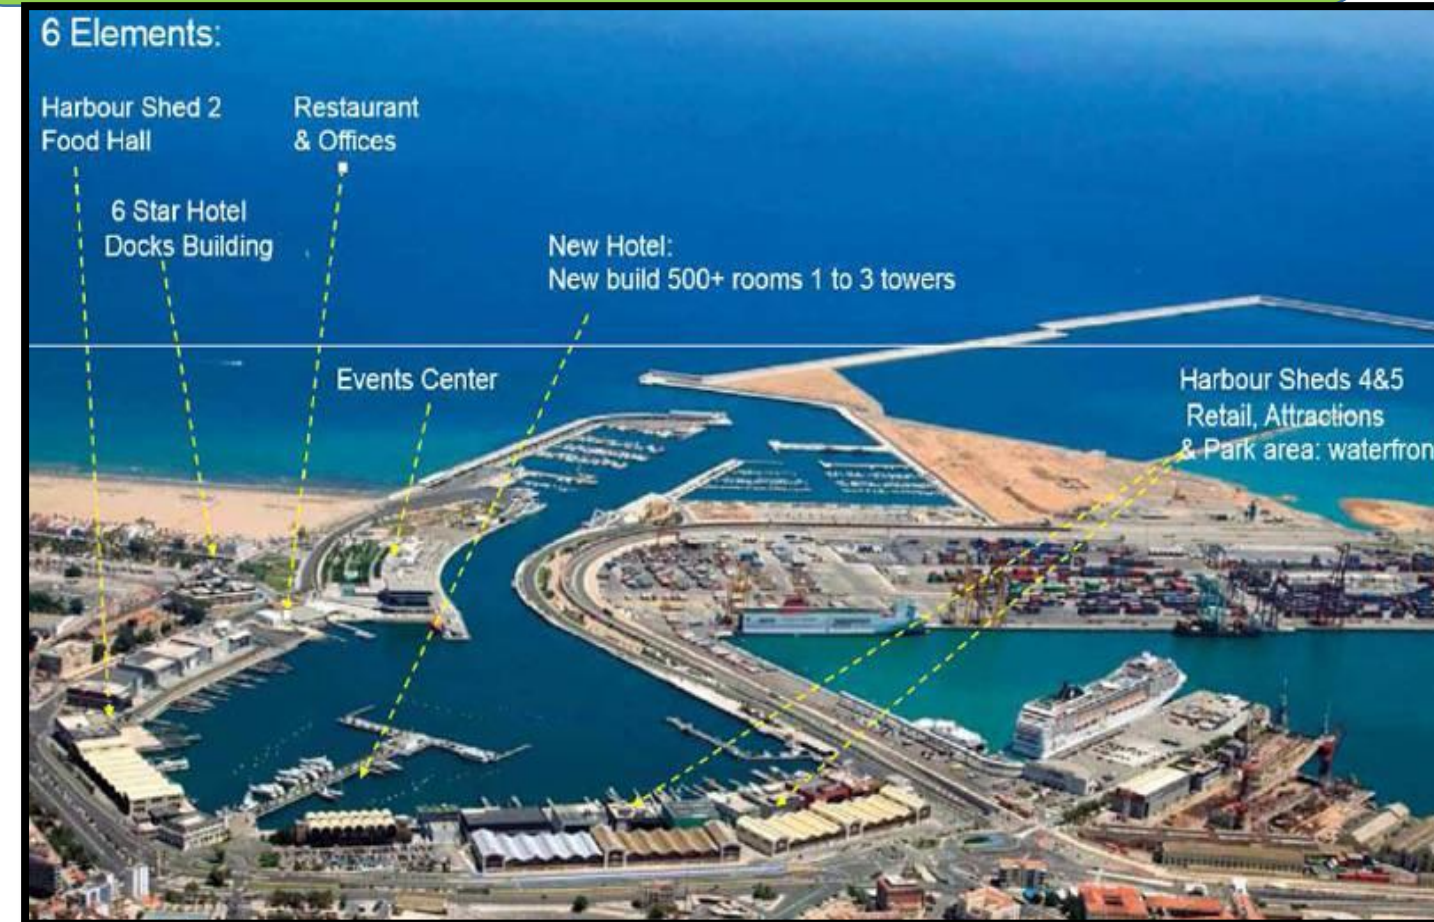 6 Elements:
Harbour Shed 2
Food Hall
Restaurant
& Offices
6 Star Hotel
Docks Building
New Hotel:
New build 500+ rooms 1 to 3 towers
Events Center
Harbour Sheds 4&5
Retail, Attractions
& Park area: waterfron